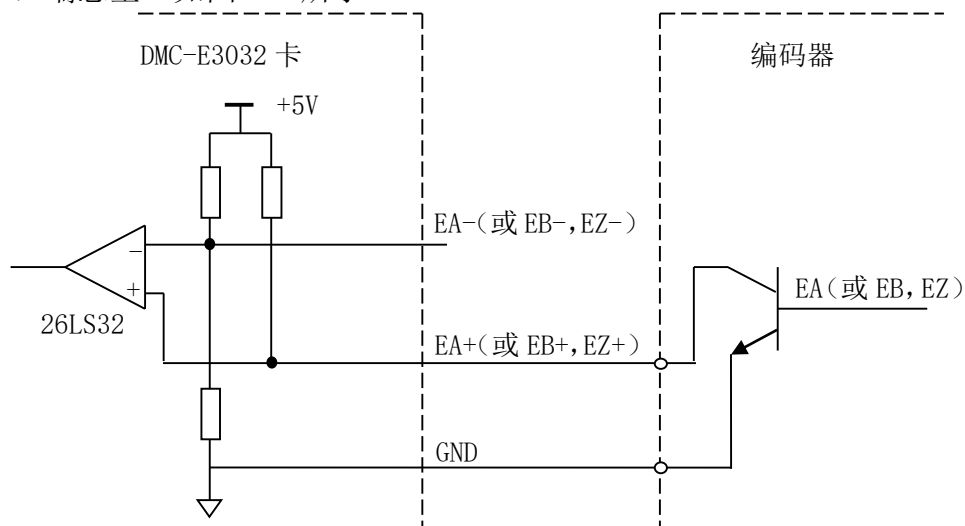 DMC-E3032 卡
编码器
+5V
EA-(或 EB-,EZ-)
−
+
EA(或 EB,EZ)
26LS32
EA+(或 EB+,EZ+)
GND